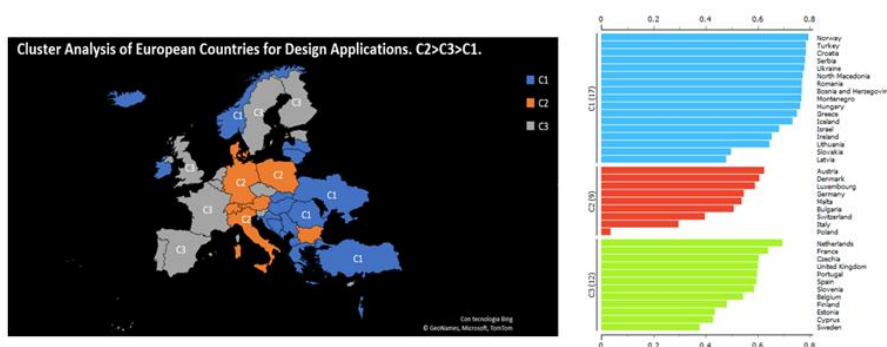 Cluster Analysis of European Countries for Design Applications. C2>C3>C1.
C1
C2
C3
C1
C3
C3
C3
C2
C2
C1
C3
C1
C2
C3
C1
Con tecnologia Bing
© GeoNames, Microsoft, TomTom
0 0.2 0.4 0.6 0.8
C1 (17)
Norway
Turkey
Croatia
Serbia
Ukraine
North Macedonia
Romania
Bosnia and Herzegovin
Montenegro
Hungary
Greece
Iceland
Israel
Ireland
Lithuania
Slovakia
Latvia
C2 (9)
Austria
Denmark
Luxembourg
Germany
Malta
Bulgaria
Switzerland
Italy
Poland
C3 (12)
Netherlands
France
Czechia
United Kingdom
Portugal
Spain
Slovenia
Belgium
Finland
Estonia
Cyprus
Sweden
0 0.2 0.4 0.6 0.8